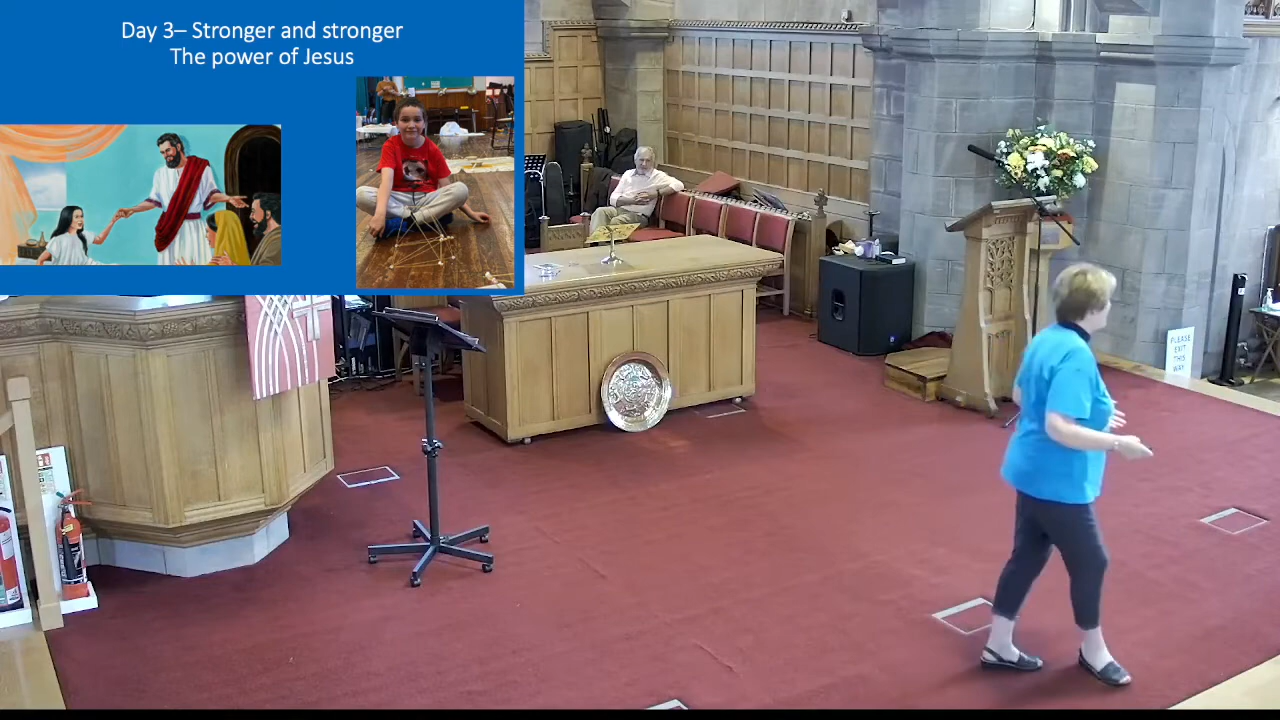 Day 3– Stronger and stronger
The power of Jesus
PLEASE
EXIT
THIS
WAY